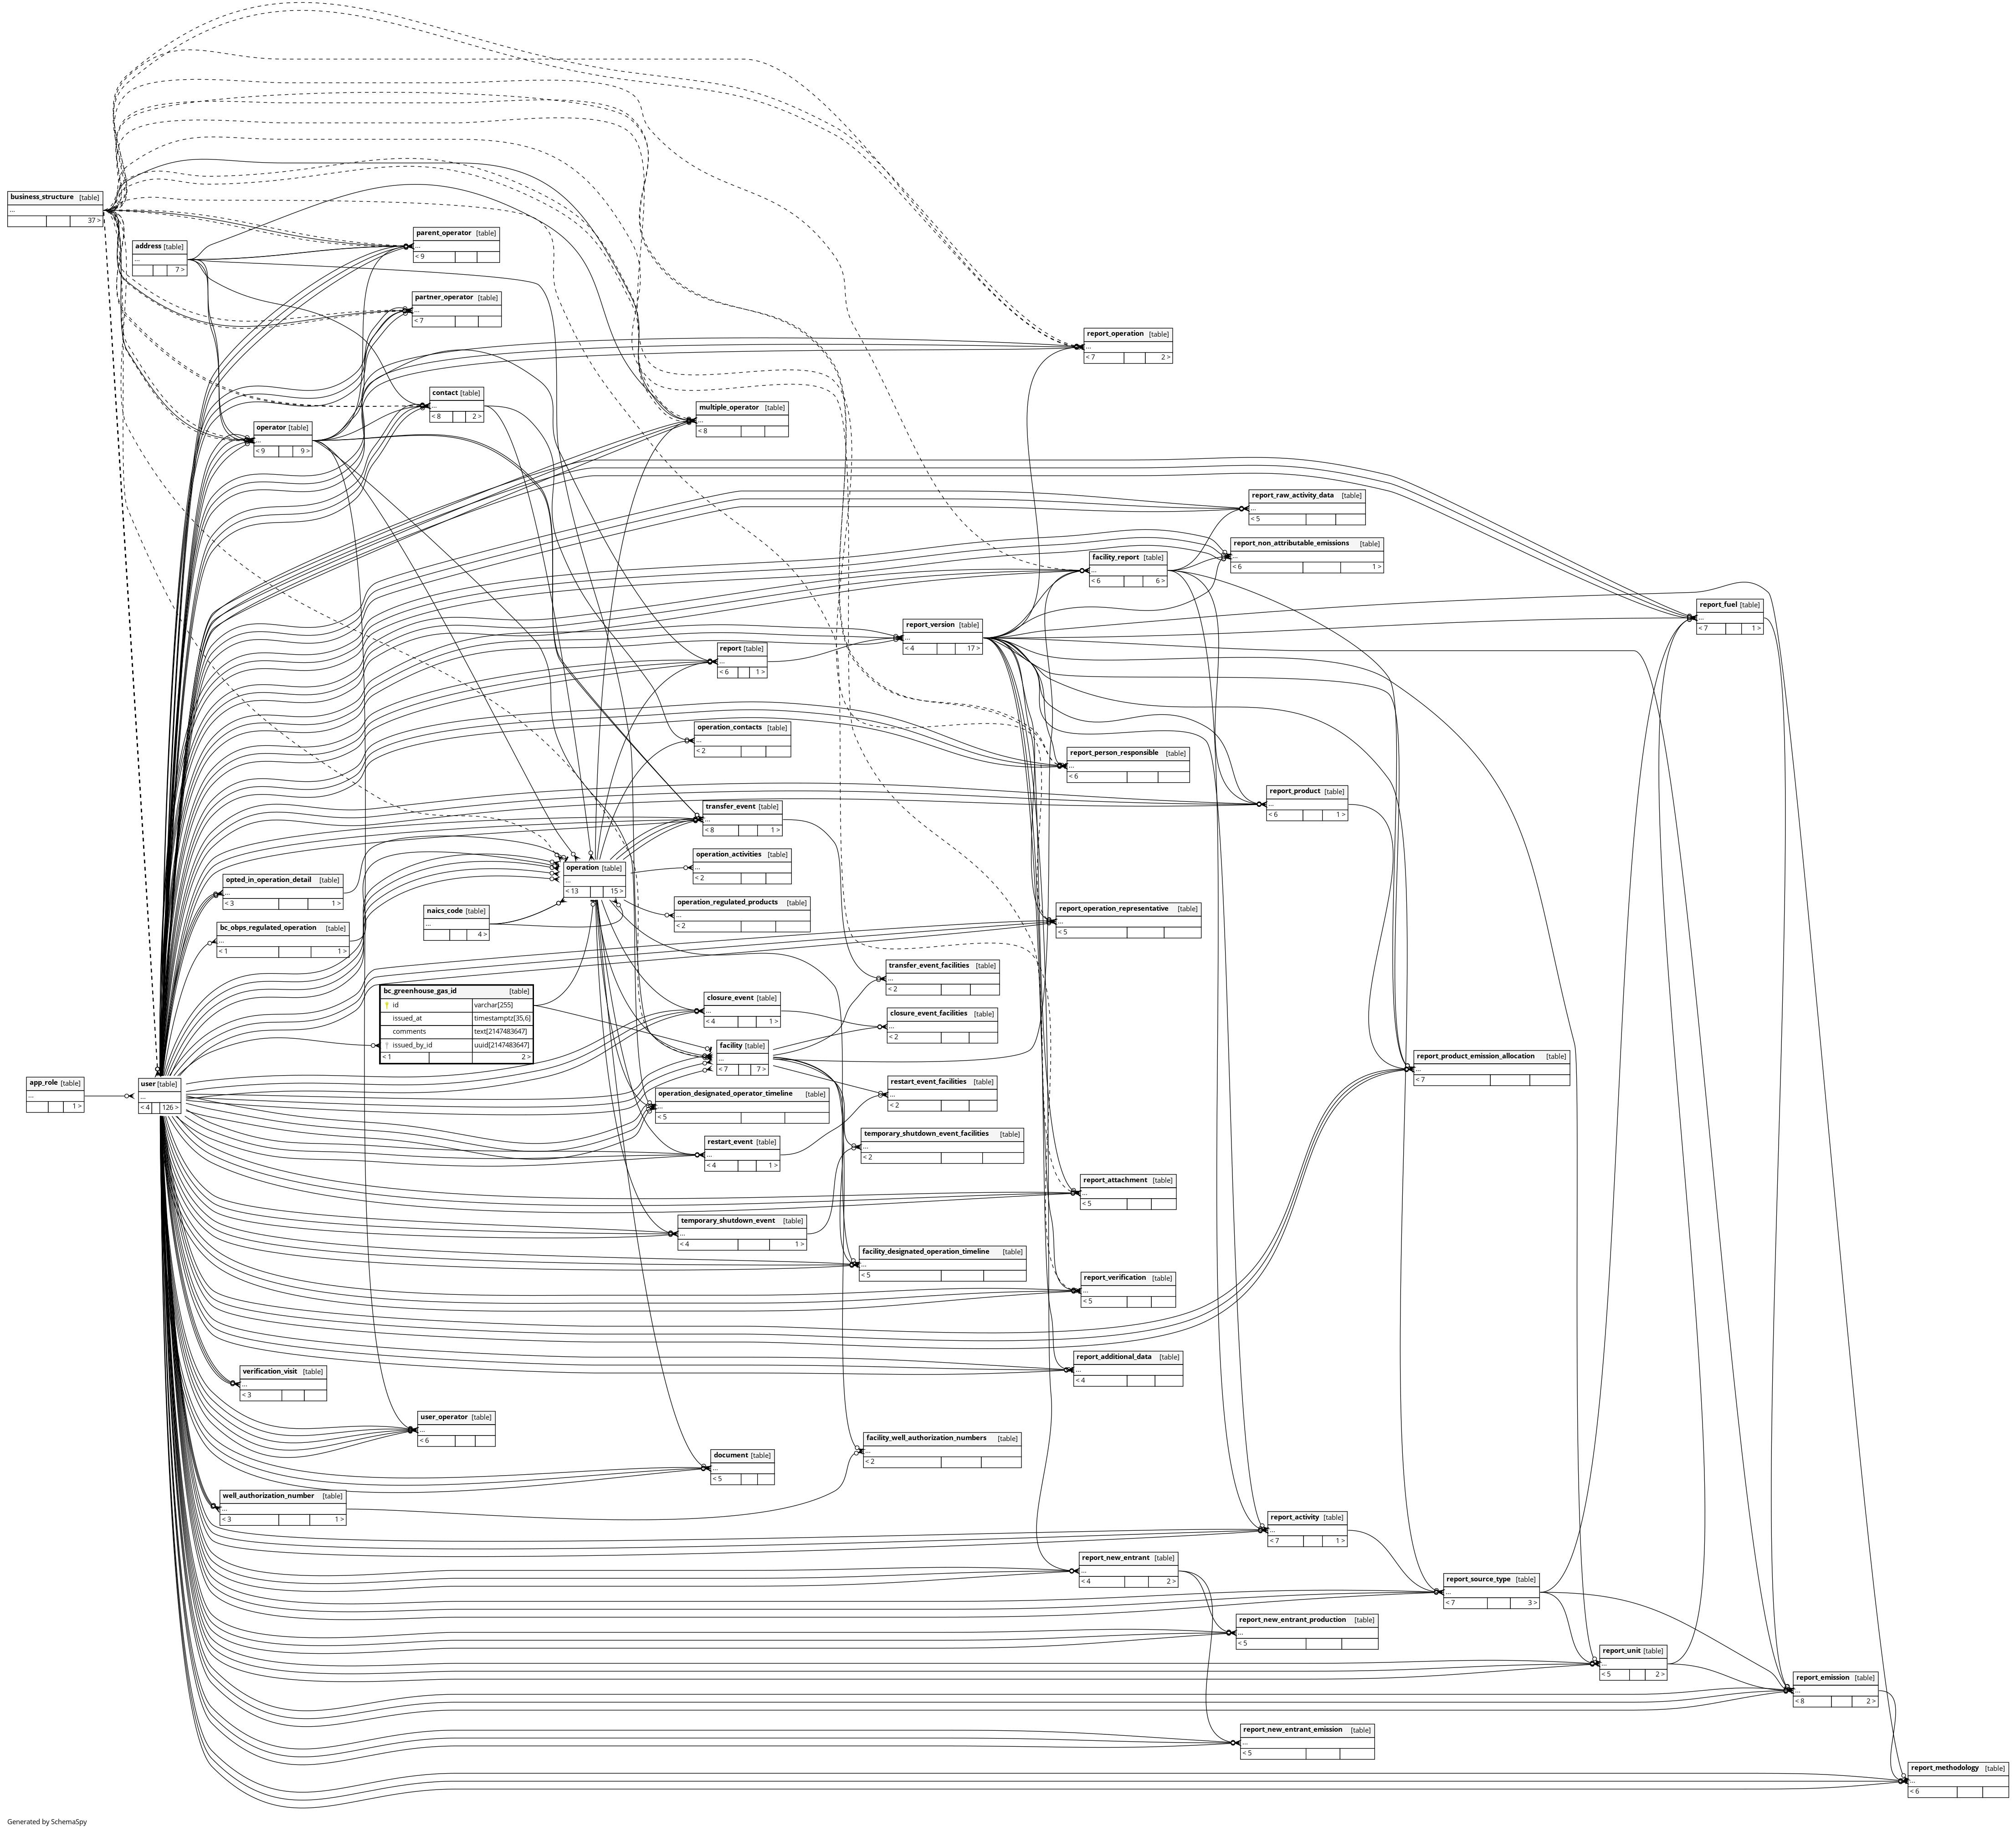 business_structure [table]
...
37 >
address [table]
...
7 >
parent_operator [table]
...
< 9
partner_operator [table]
...
< 7
report_operation [table]
...
< 7 2 >
contact [table]
...
< 8 2 >
multiple_operator [table]
...
< 8
operator [table]
...
< 9 9 >
report_raw_activity_data [table]
...
< 5
report_non_attributable_emissions [table]
...
< 6 1 >
facility_report [table]
...
< 6 6 >
report_fuel [table]
...
< 7 1 >
report_version [table]
...
< 4 17 >
report [table]
...
< 6 1 >
operation_contacts [table]
...
< 2
report_person_responsible [table]
...
< 6
report_product [table]
...
< 6 1 >
transfer_event [table]
...
< 8 1 >
operation_activities [table]
...
< 2
operation [table]
...
< 13 15 >
opted_in_operation_detail [table]
...
< 3 1 >
operation_regulated_products [table]
...
< 2
naics_code [table]
...
4 >
report_operation_representative [table]
...
< 5
bc_obps_regulated_operation [table]
...
< 1 1 >
transfer_event_facilities [table]
...
< 2
bc_greenhouse_gas_id [table]
id varchar[255]
issued_at timestamptz[35,6]
comments text[2147483647]
issued_by_id uuid[2147483647]
< 1 2 >
closure_event [table]
...
< 4 1 >
closure_event_facilities [table]
...
< 2
facility [table]
...
< 7 7 >
report_product_emission_allocation [table]
...
< 7
app_role [table]
...
1 >
user [table]
...
< 4 126 >
restart_event_facilities [table]
...
< 2
operation_designated_operator_timeline [table]
...
< 5
temporary_shutdown_event_facilities [table]
...
< 2
restart_event [table]
...
< 4 1 >
report_attachment [table]
...
< 5
temporary_shutdown_event [table]
...
< 4 1 >
facility_designated_operation_timeline [table]
...
< 5
report_verification [table]
...
< 5
report_additional_data [table]
...
< 4
verification_visit [table]
...
< 3
user_operator [table]
...
< 6
facility_well_authorization_numbers [table]
...
< 2
document [table]
...
< 5
well_authorization_number [table]
...
< 3 1 >
report_activity [table]
...
< 7 1 >
report_new_entrant [table]
...
< 4 2 >
report_source_type [table]
...
< 7 3 >
report_new_entrant_production [table]
...
< 5
report_unit [table]
...
< 5 2 >
report_emission [table]
...
< 8 2 >
report_new_entrant_emission [table]
...
< 5
report_methodology [table]
...
< 6
Generated by SchemaSpy